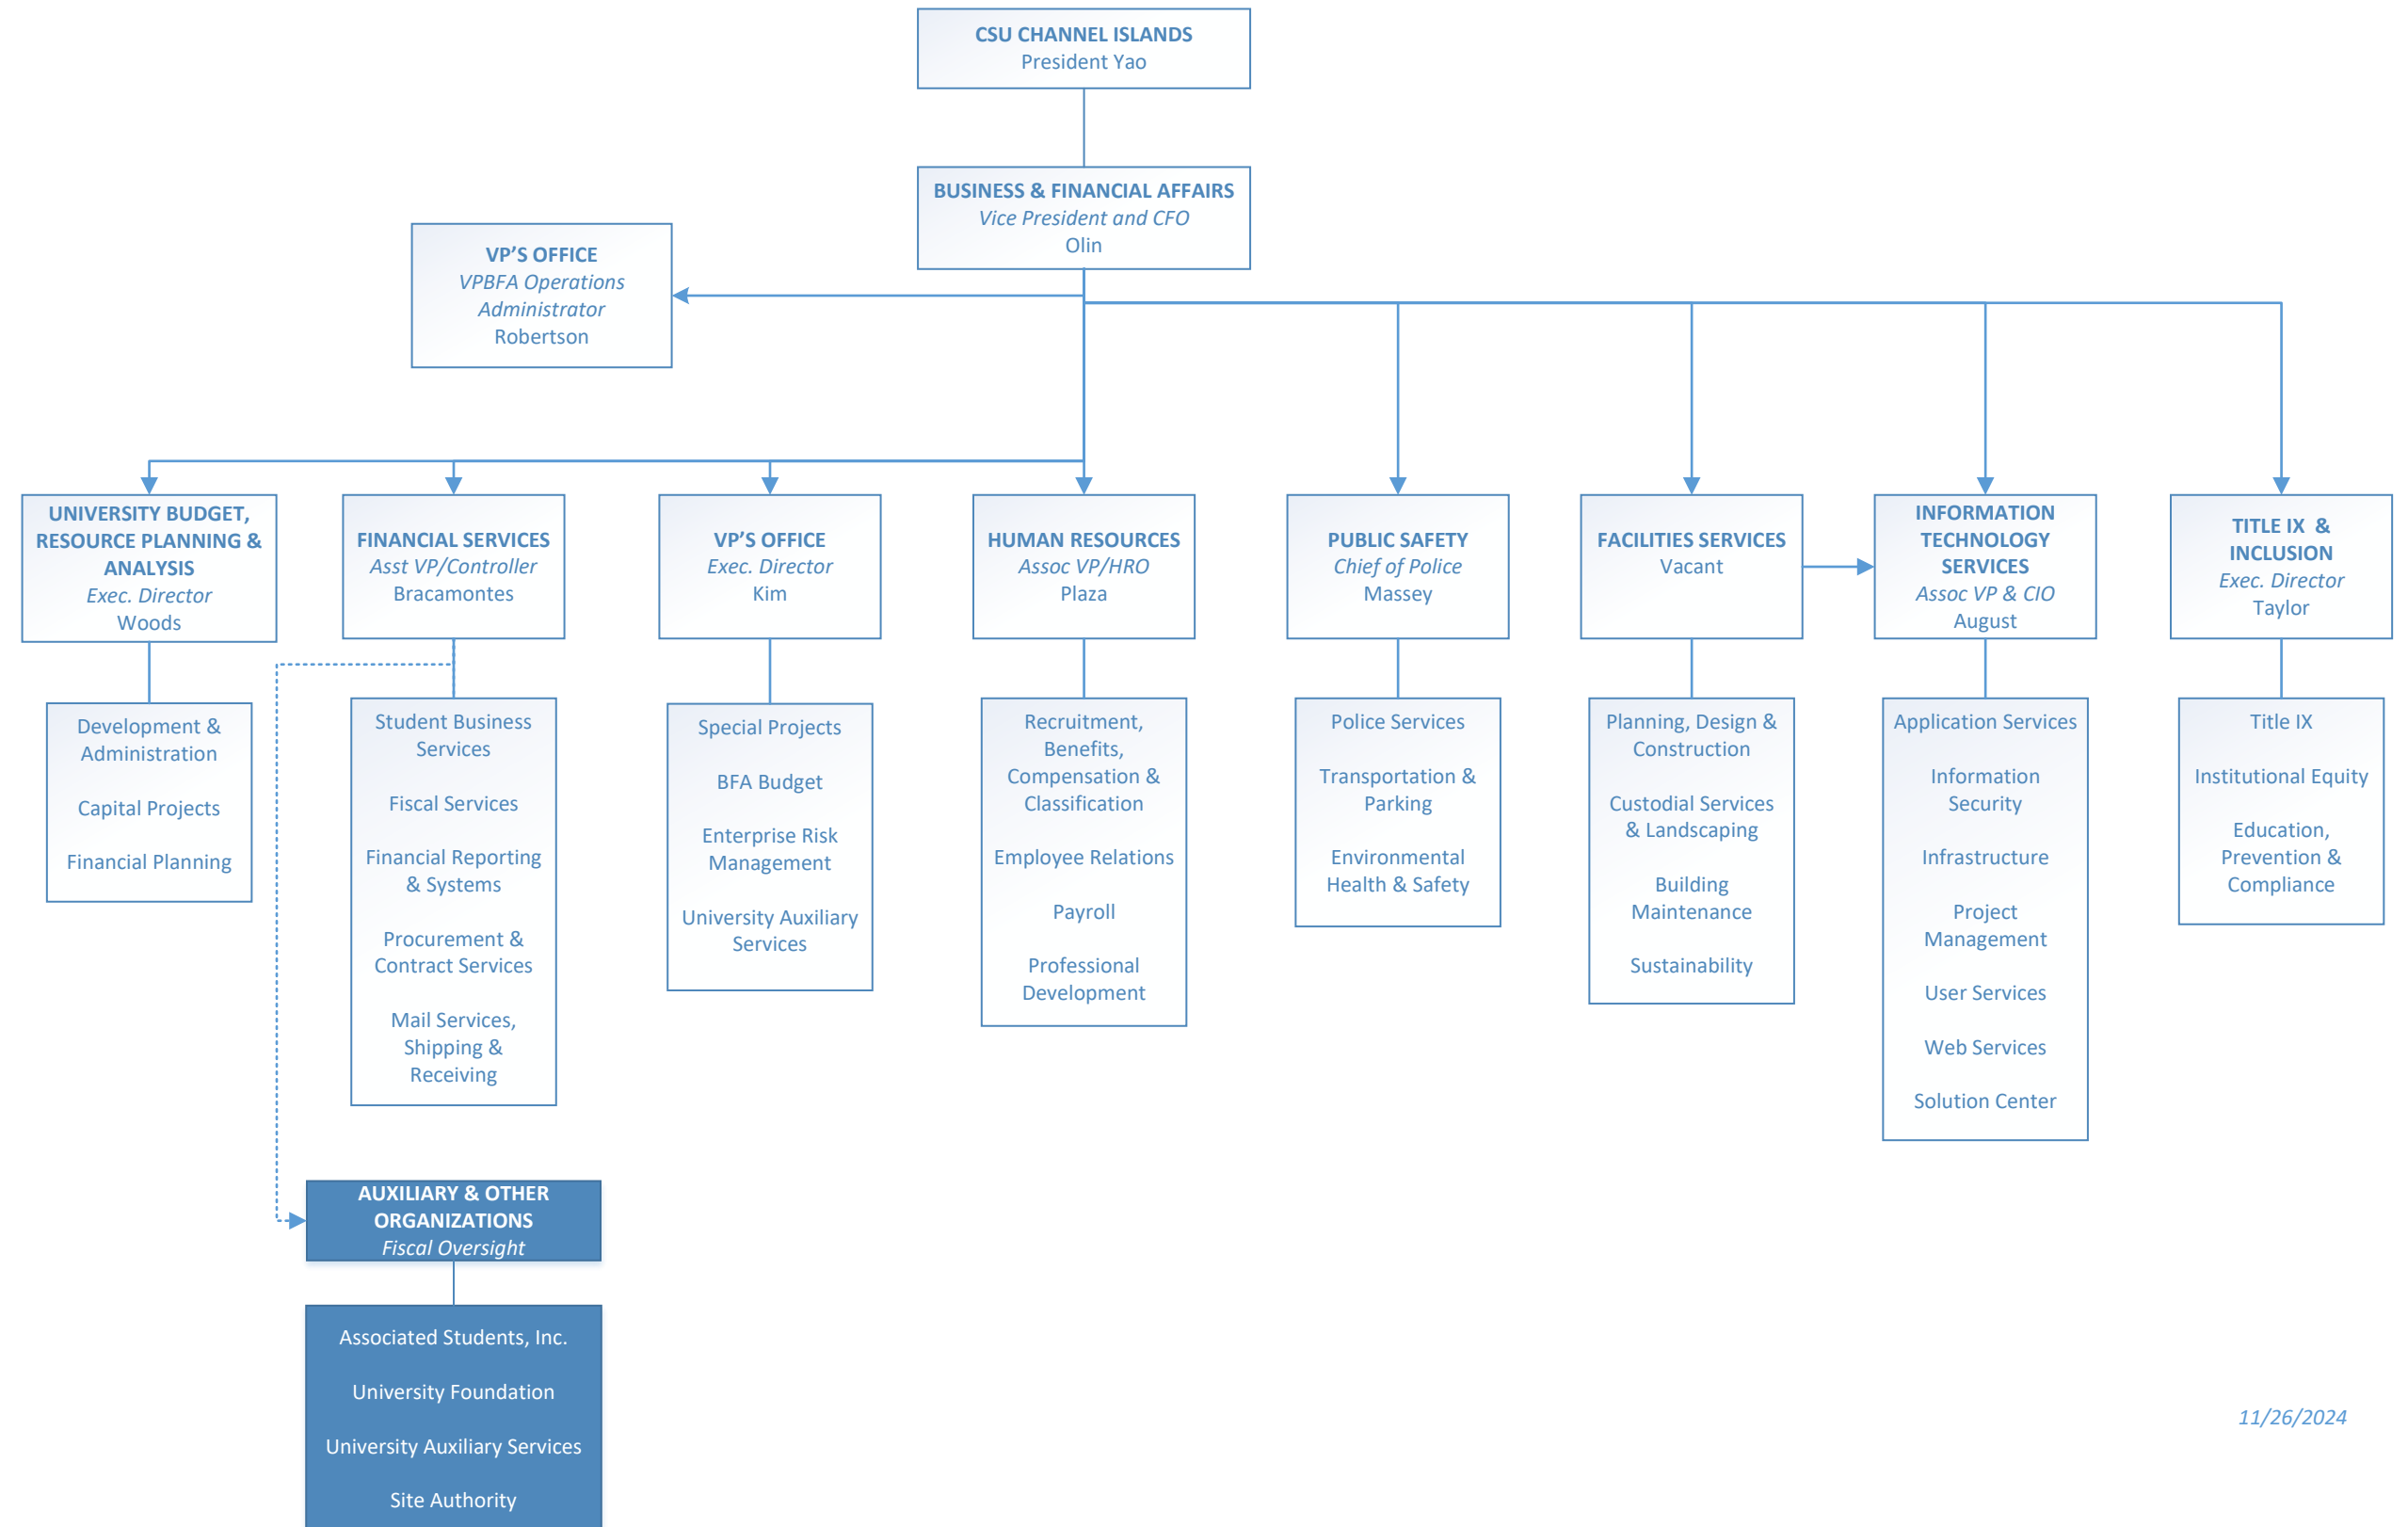 CSU CHANNEL ISLANDS
President Yao
BUSINESS & FINANCIAL AFFAIRS
Vice President and CFO
Olin
VP’S OFFICE
VPBFA Operations
Administrator
Robertson
UNIVERSITY BUDGET,
RESOURCE PLANNING &
ANALYSIS
Exec. Director
Woods
FINANCIAL SERVICES
Asst VP/Controller
Bracamontes
VP’S OFFICE
Exec. Director
Kim
HUMAN RESOURCES
Assoc VP/HRO
Plaza
PUBLIC SAFETY
Chief of Police
Massey
FACILITIES SERVICES
Vacant
INFORMATION
TECHNOLOGY
SERVICES
Assoc VP & CIO
August
TITLE IX &
INCLUSION
Exec. Director
Taylor
Development &
Administration
Capital Projects
Financial Planning
Student Business
Services
Fiscal Services
Financial Reporting
& Systems
Procurement &
Contract Services
Mail Services,
Shipping &
Receiving
Special Projects
BFA Budget
Enterprise Risk
Management
University Auxiliary
Services
Recruitment,
Benefits,
Compensation &
Classification
Employee Relations
Payroll
Professional
Development
Police Services
Transportation &
Parking
Environmental
Health & Safety
Planning, Design &
Construction
Custodial Services
& Landscaping
Building
Maintenance
Sustainability
Application Services
Information
Security
Infrastructure
Project
Management
User Services
Web Services
Solution Center
Title IX
Institutional Equity
Education,
Prevention &
Compliance
AUXILIARY & OTHER
ORGANIZATIONS
Fiscal Oversight
Associated Students, Inc.
University Foundation
University Auxiliary Services
Site Authority
11/26/2024